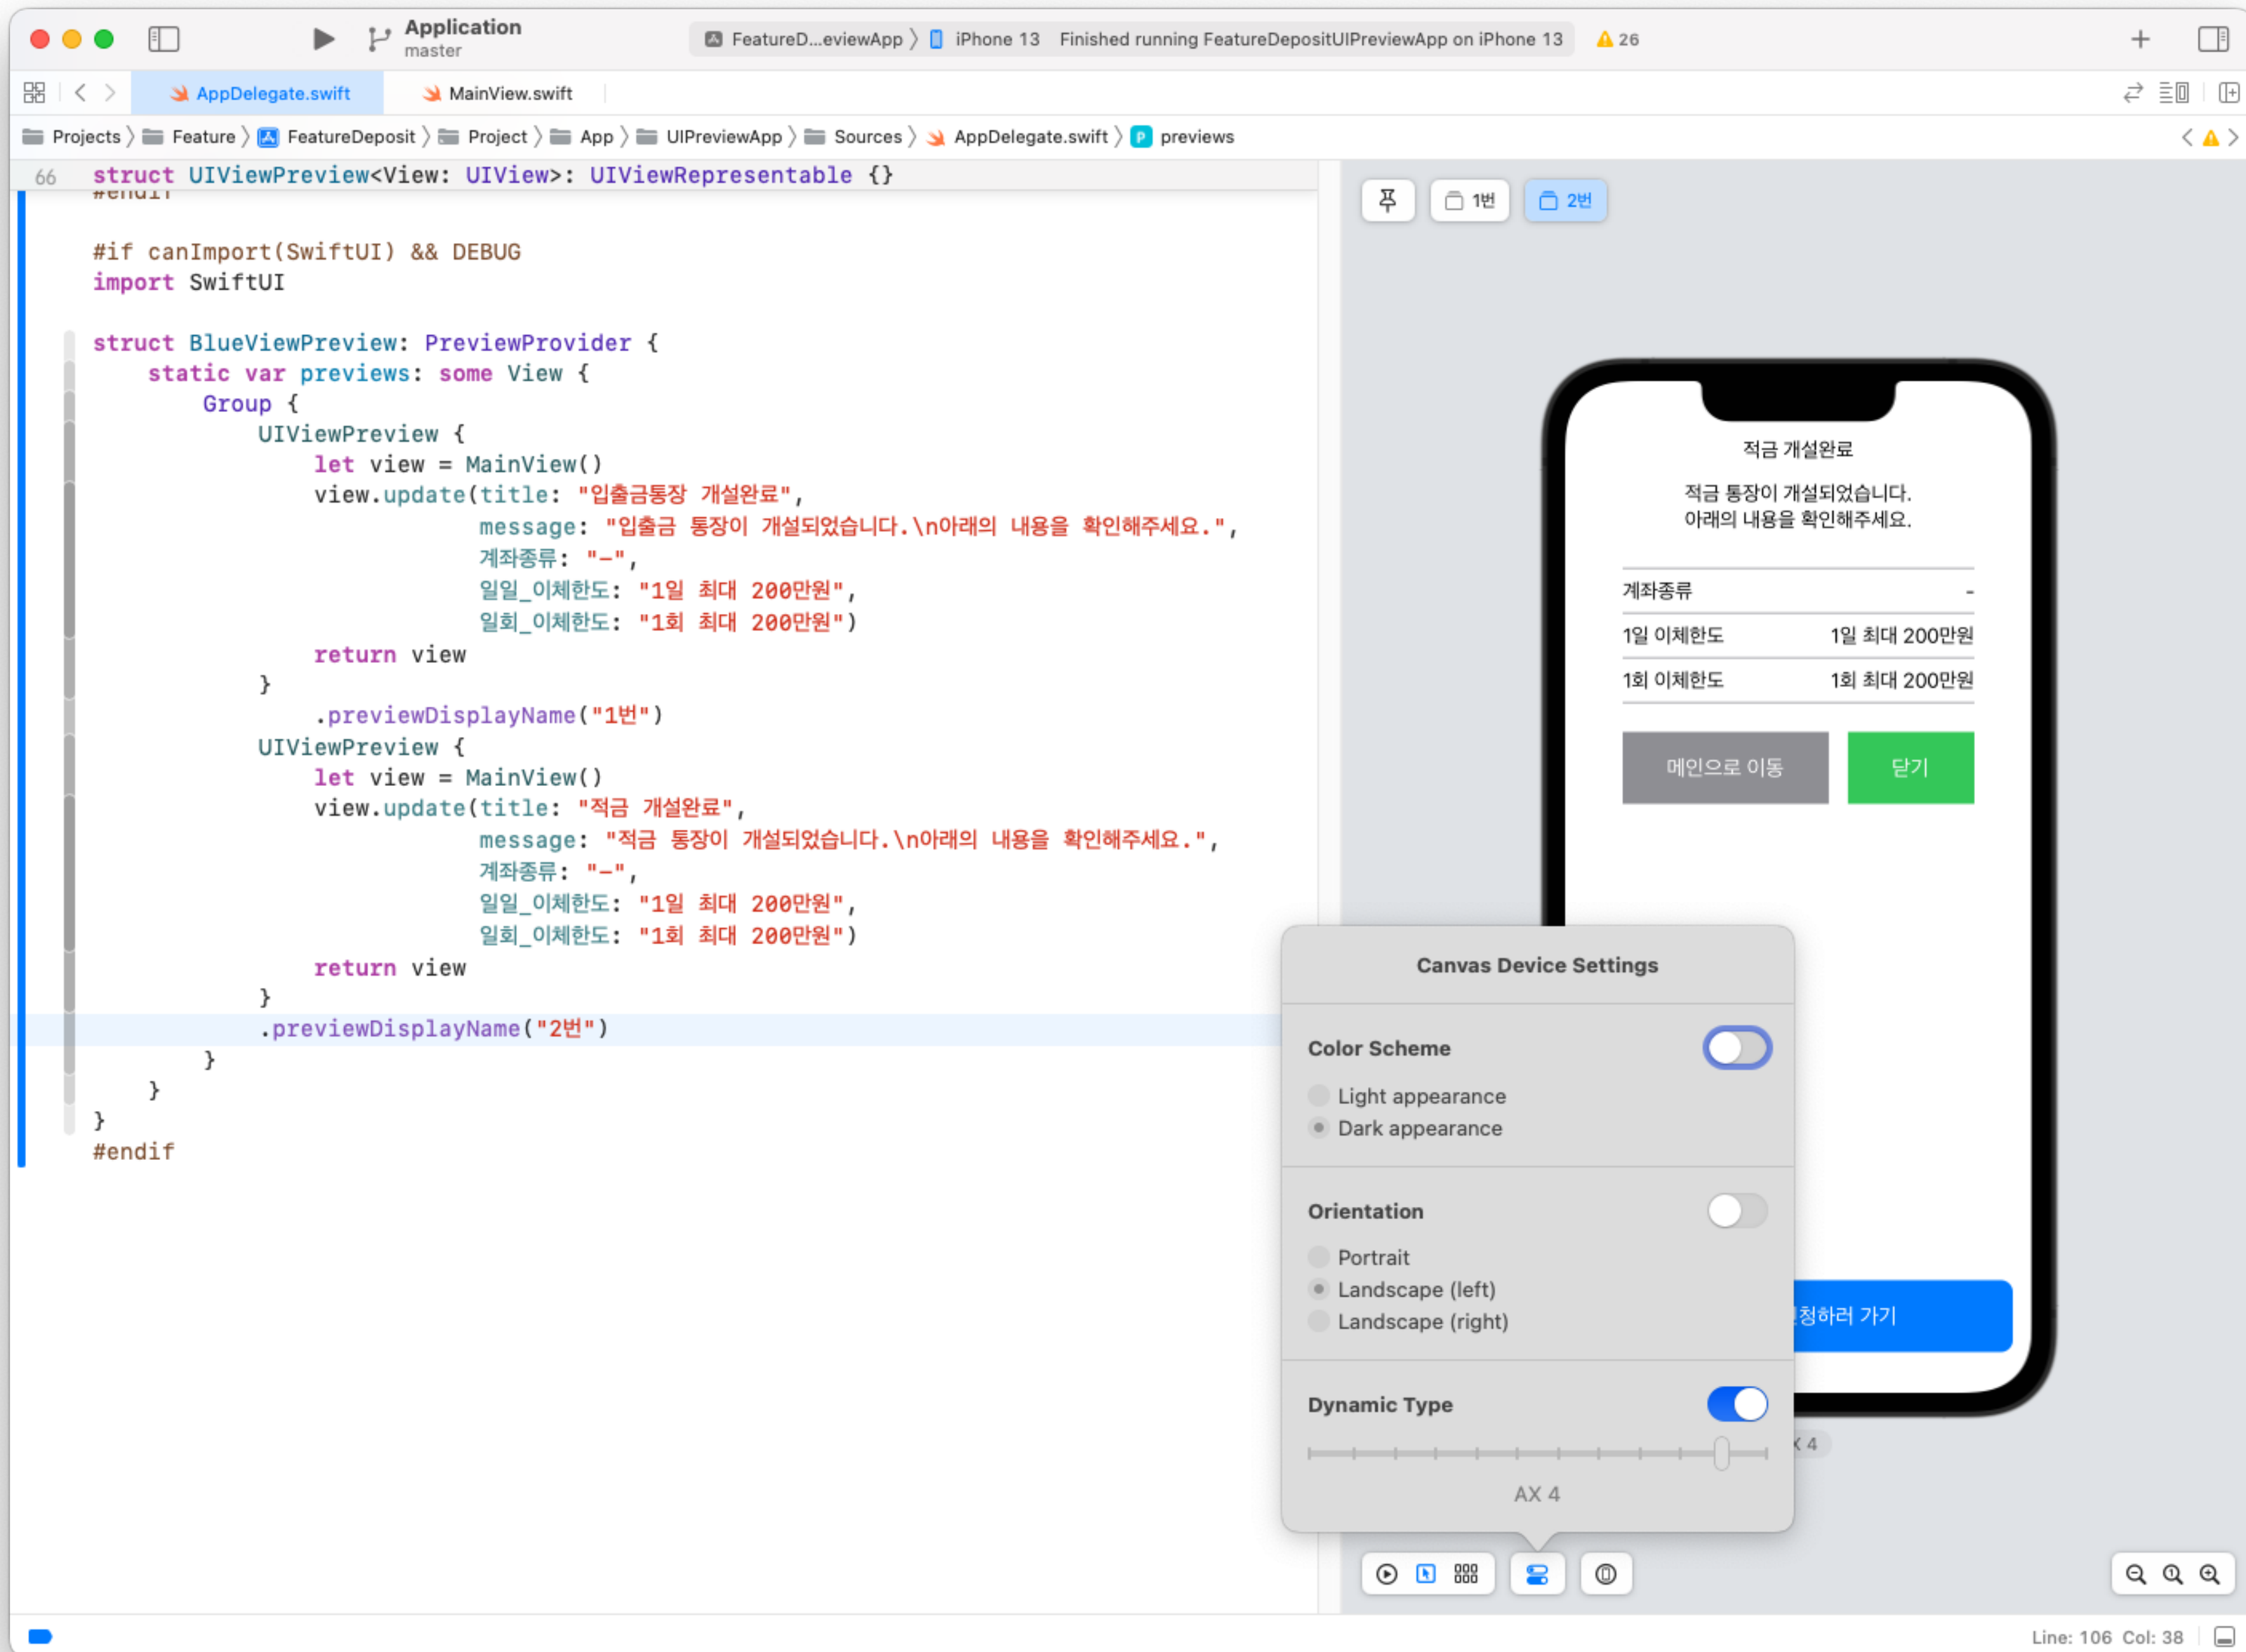 Application
master
FeatureD...eviewApp 〉 iPhone 13 Finished running FeatureDepositUIPreviewApp on iPhone 13 26
AppDelegate.swift MainView.swift
Projects 〉 Feature 〉 FeatureDeposit 〉 Project 〉 App 〉 UIPreviewApp 〉 Sources 〉 AppDelegate.swift 〉 P previews
66 struct UIViewPreview<View: UIView>: UIViewRepresentable {}
#endif
#if canImport(SwiftUI) && DEBUG
import SwiftUI
struct BlueViewPreview: PreviewProvider {
static var previews: some View {
Group {
UIViewPreview {
let view = MainView()
view.update(title: "입출금통장 개설완료",
message: "입출금 통장이 개설되었습니다.\n아래의 내용을 확인해주세요.",
계좌종류: "-",
일일_이체한도: "1일 최대 200만원",
일회_이체한도: "1회 최대 200만원")
return view
}
.previewDisplayName("1번")
UIViewPreview {
let view = MainView()
view.update(title: "적금 개설완료",
message: "적금 통장이 개설되었습니다.\n아래의 내용을 확인해주세요.",
계좌종류: "-",
일일_이체한도: "1일 최대 200만원",
일회_이체한도: "1회 최대 200만원")
return view
}
.previewDisplayName("2번")
}
}
}
#endif
1번 2번
적금 개설완료
적금 통장이 개설되었습니다.
아래의 내용을 확인해주세요.
계좌종류 -
1일 이체한도 1일 최대 200만원
1회 이체한도 1회 최대 200만원
메인으로 이동 닫기
가기
Canvas Device Settings
Color Scheme
Light appearance
Dark appearance
Orientation
Portrait
Landscape (left)
Landscape (right)
Dynamic Type
AX 4
Line: 106 Col: 38